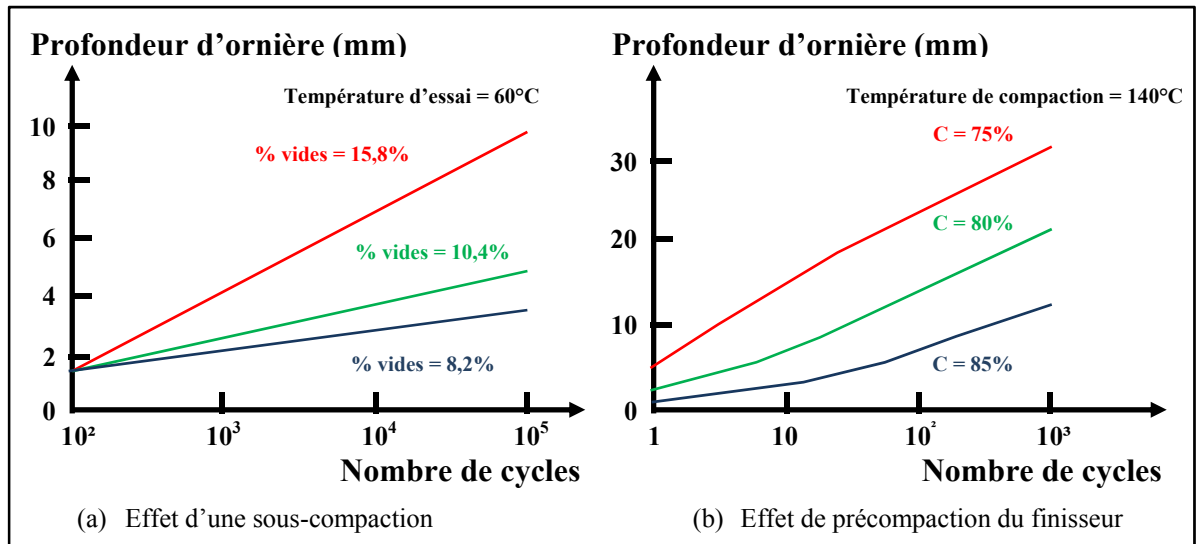 Profondeur d'ornière (mm)
Température d'essai = 60°C
10
8
6
4
2
0
% vides = 15,8%
% vides = 10,4%
% vides = 8,2%
10² 10³ 10⁴ 10⁵
Nombre de cycles
(a) Effet d'une sous-compaction
Profondeur d'ornière (mm)
Température de compaction = 140°C
30
20
10
0
C = 75%
C = 80%
C = 85%
1 10 10² 10³
Nombre de cycles
(b) Effet de précompaction du finisseur